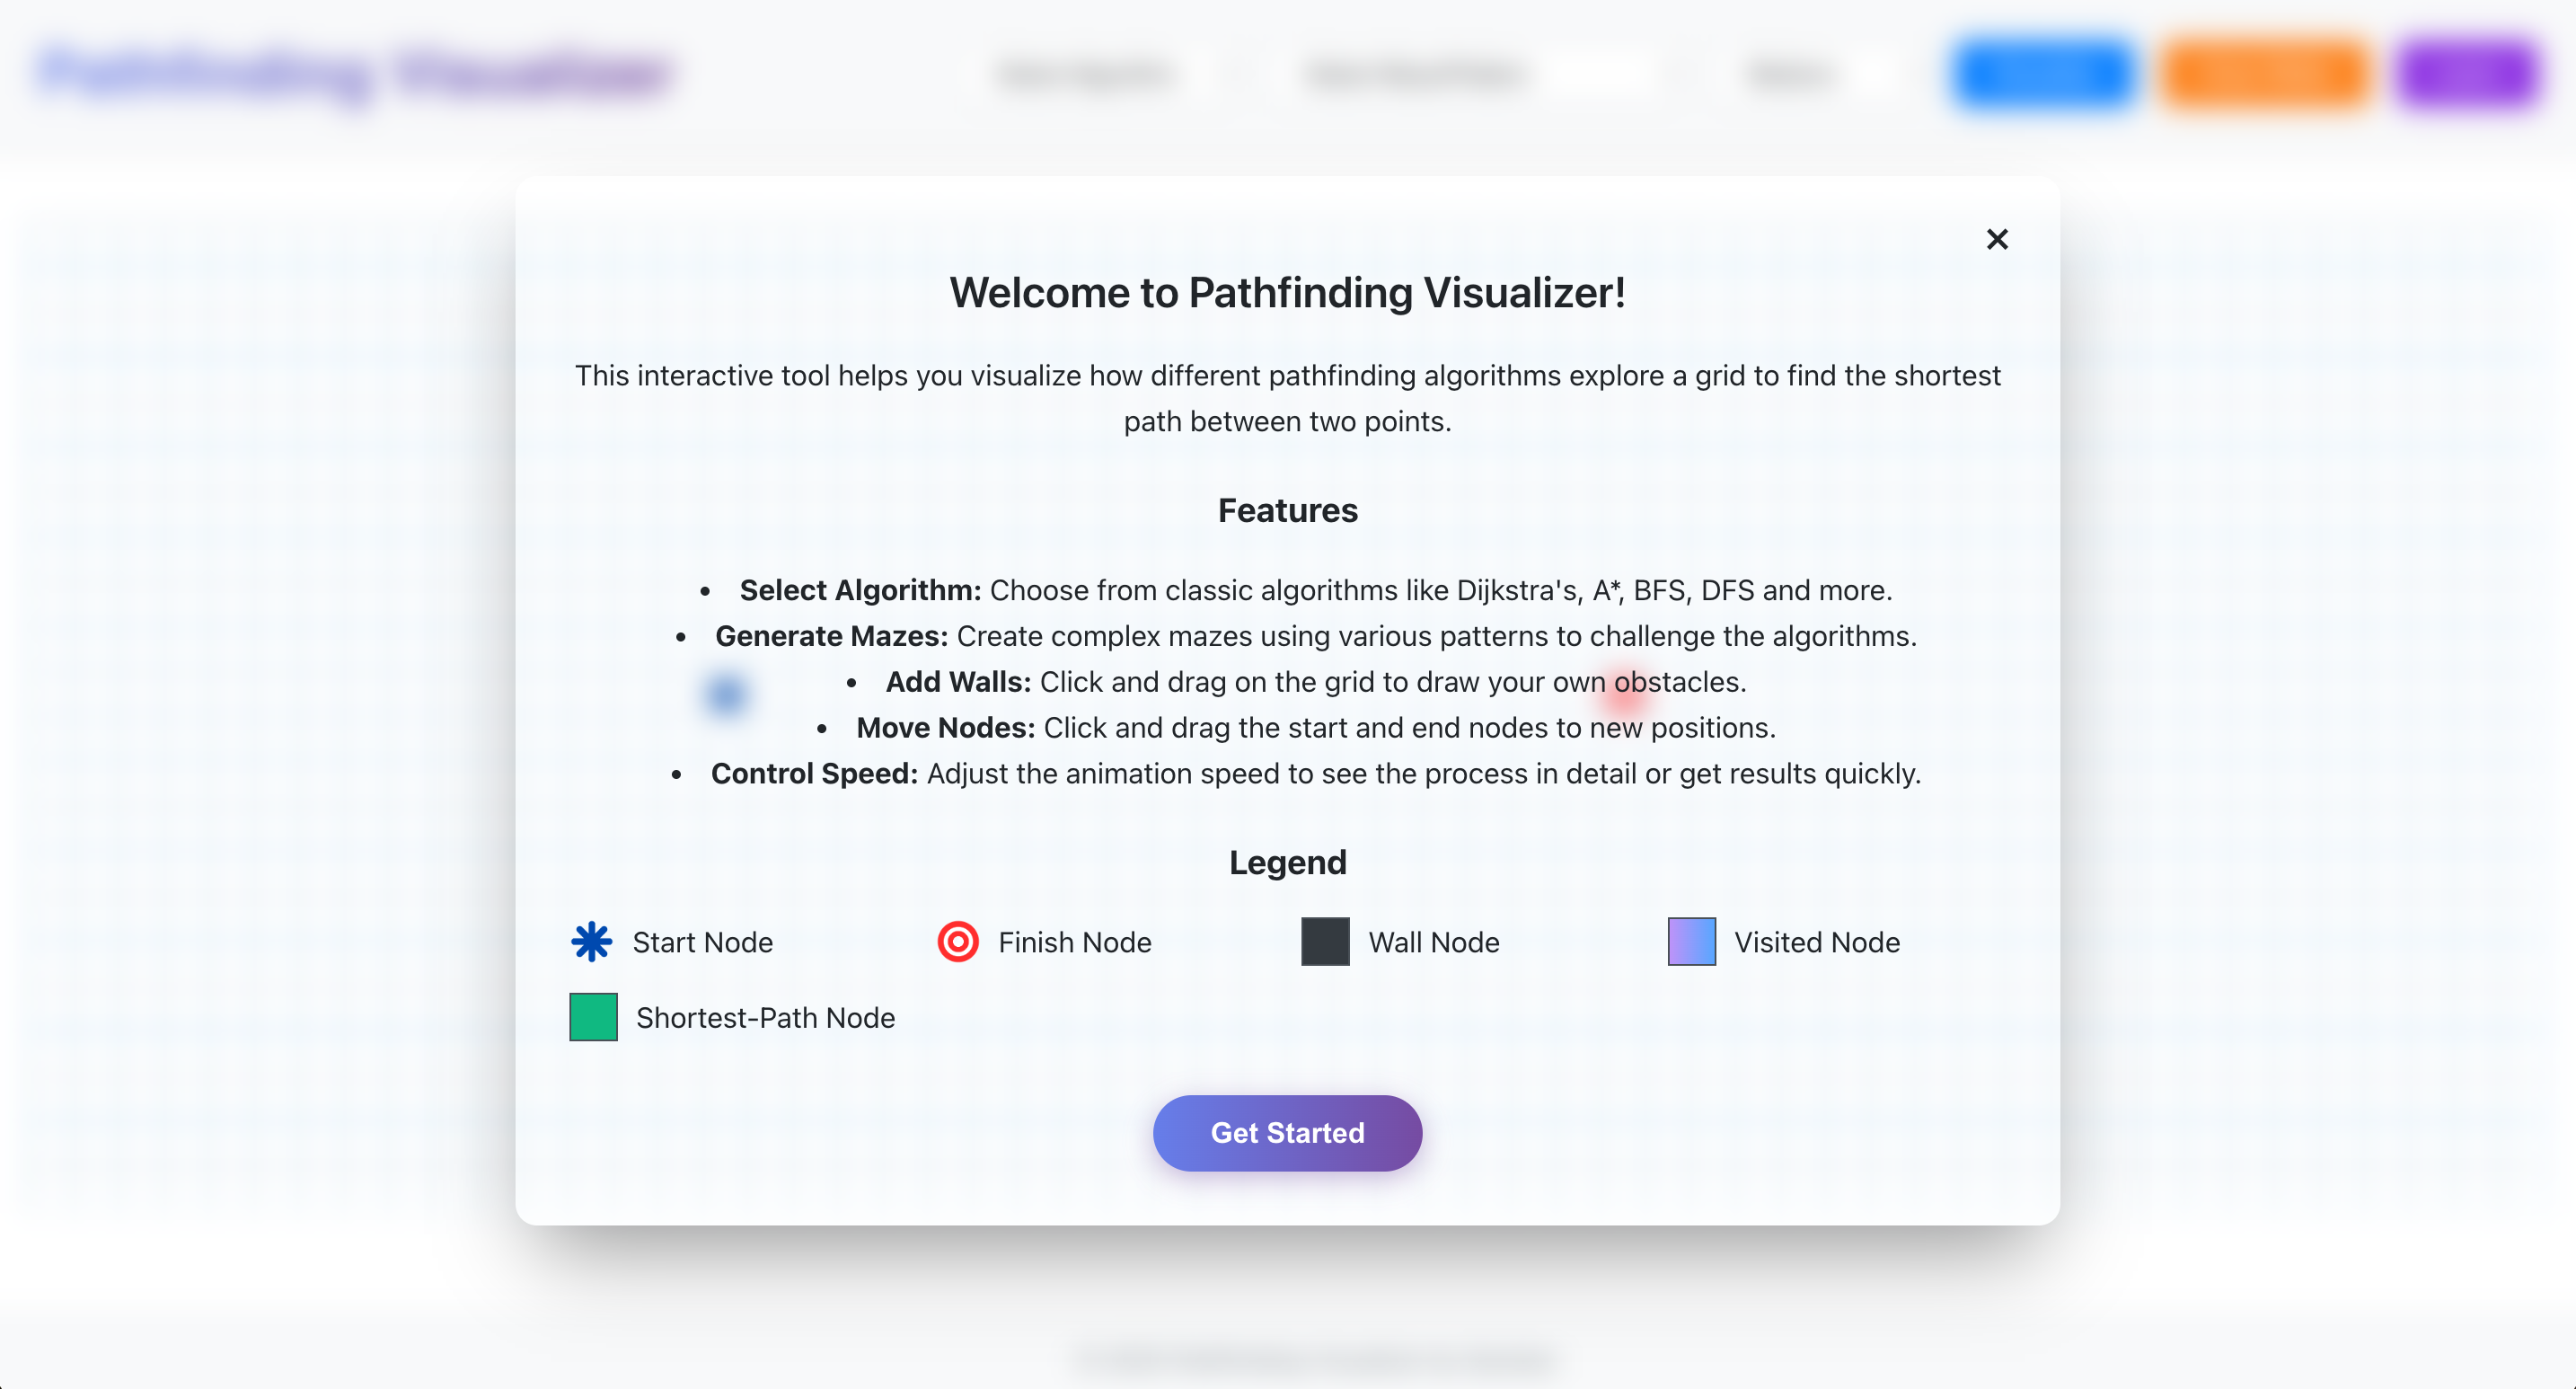 Pathfinding Visualizer
Welcome to Pathfinding Visualizer!
This interactive tool helps you visualize how different pathfinding algorithms explore a grid to find the shortest
path between two points.
Features
• Select Algorithm: Choose from classic algorithms like Dijkstra's, A*, BFS, DFS and more.
• Generate Mazes: Create complex mazes using various patterns to challenge the algorithms.
• Add Walls: Click and drag on the grid to draw your own obstacles.
• Move Nodes: Click and drag the start and end nodes to new positions.
• Control Speed: Adjust the animation speed to see the process in detail or get results quickly.
Legend
Start Node
Finish Node
Wall Node
Visited Node
Shortest-Path Node
Get Started